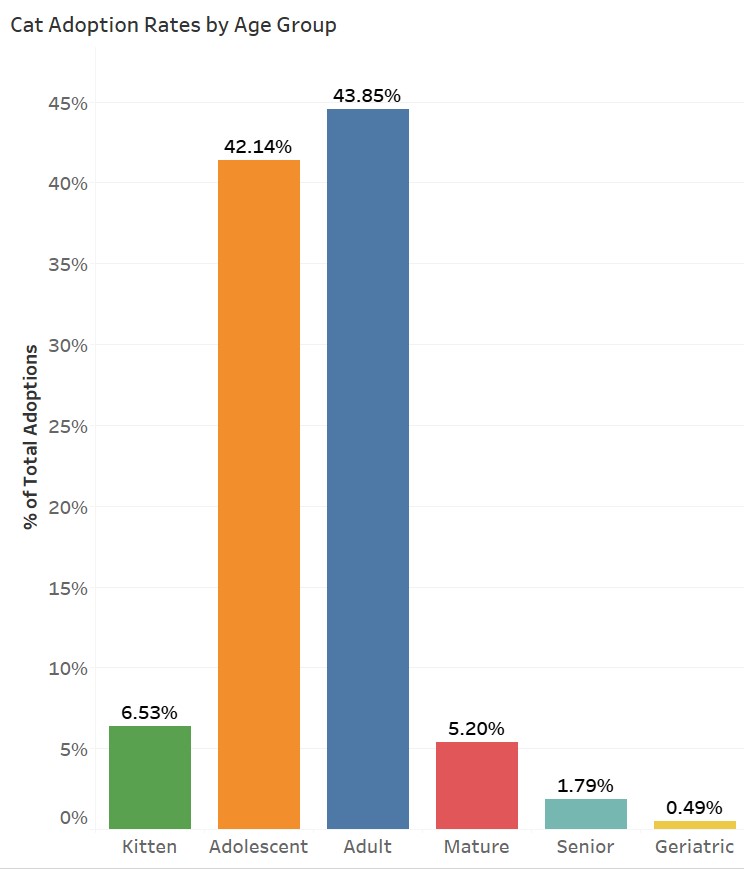 Cat Adoption Rates by Age Group
% of Total Adoptions
45%
40%
35%
30%
25%
20%
15%
10%
5%
0%
6.53%
42.14%
43.85%
5.20%
1.79%
0.49%
Kitten
Adolescent
Adult
Mature
Senior
Geriatric